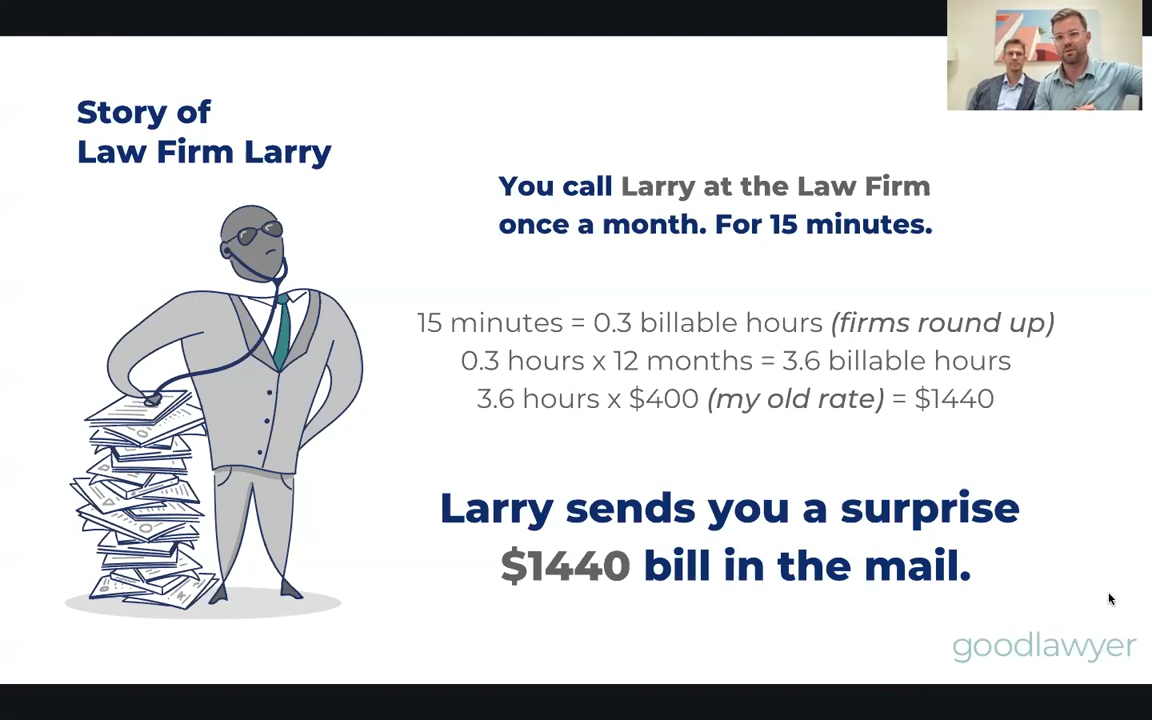 Story of
Law Firm Larry
You call Larry at the Law Firm
once a month. For 15 minutes.
15 minutes = 0.3 billable hours (firms round up)
0.3 hours x 12 months = 3.6 billable hours
3.6 hours x $400 (my old rate) = $1440
Larry sends you a surprise
$1440 bill in the mail.
goodlawyer